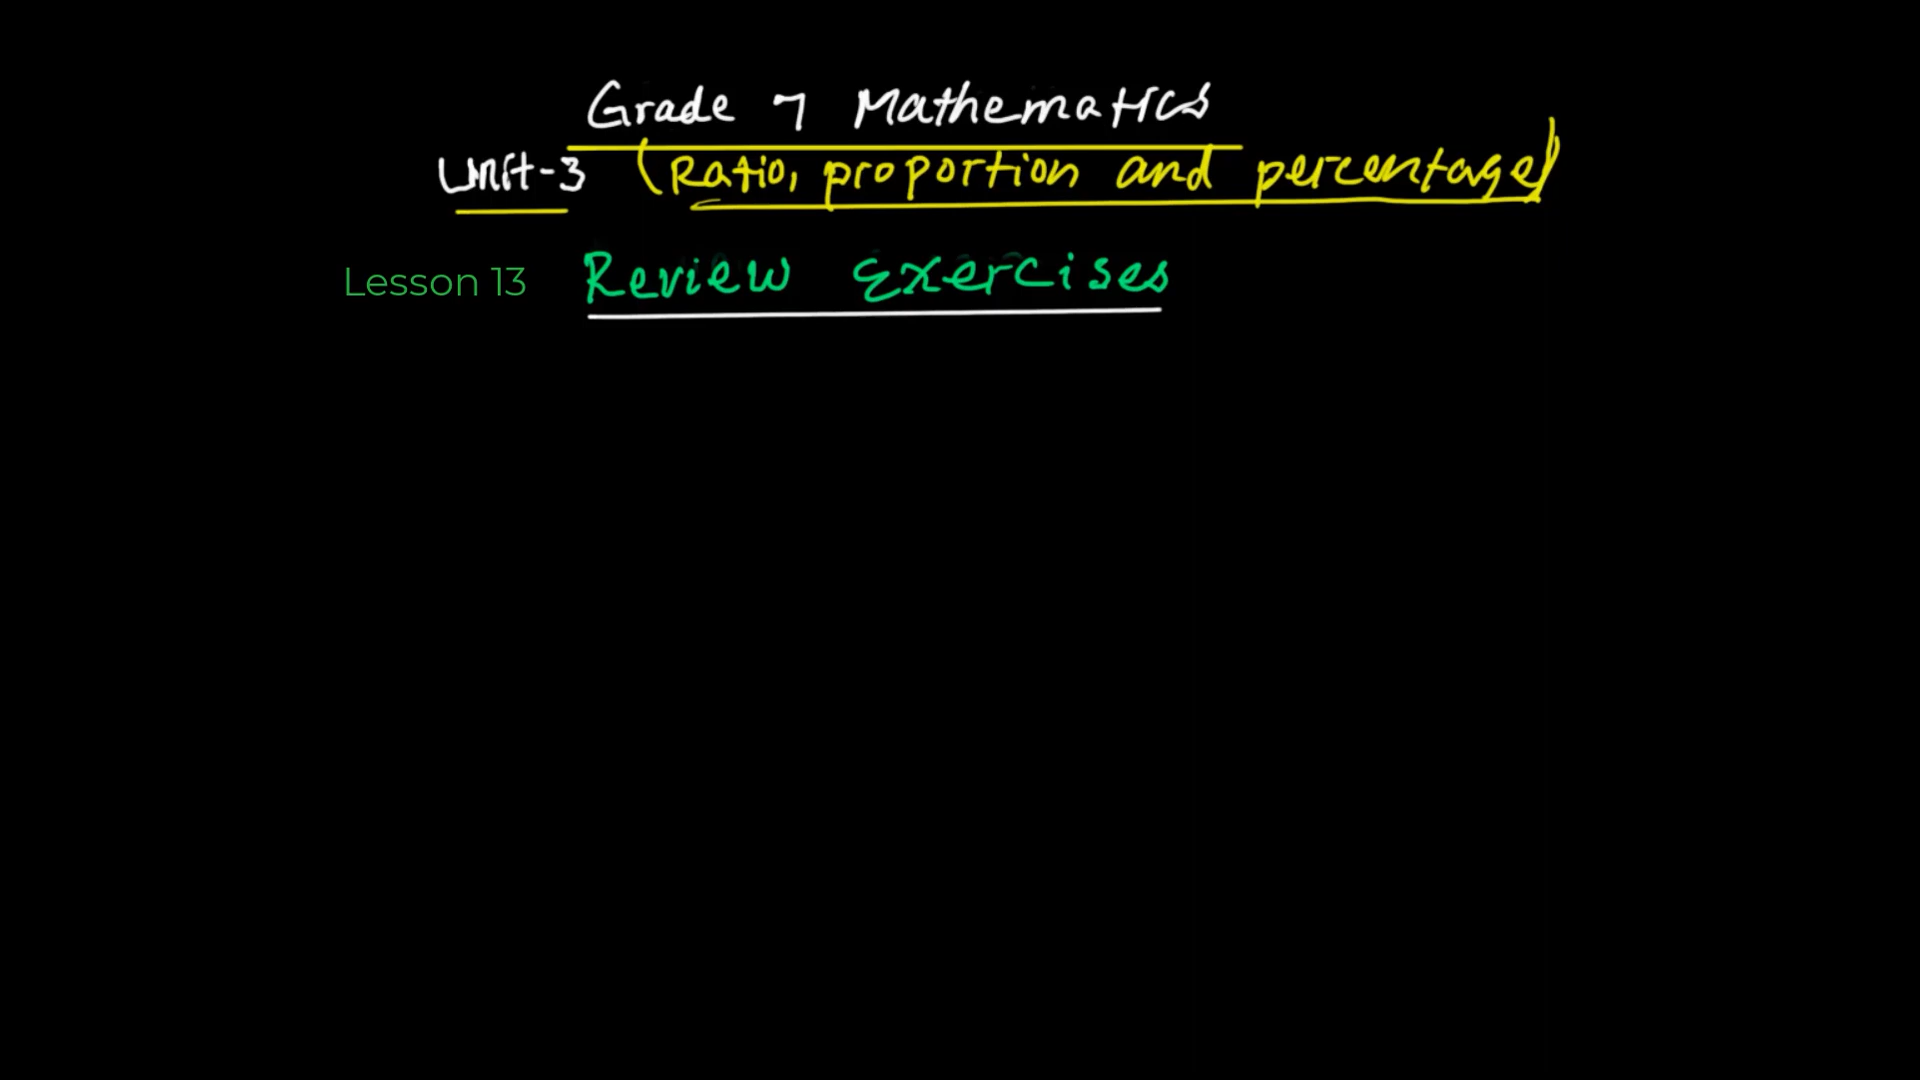 Grade 7 Mathematics
Unit-3 (Ratio, proportion and percentage)
Lesson 13 Review Exercises